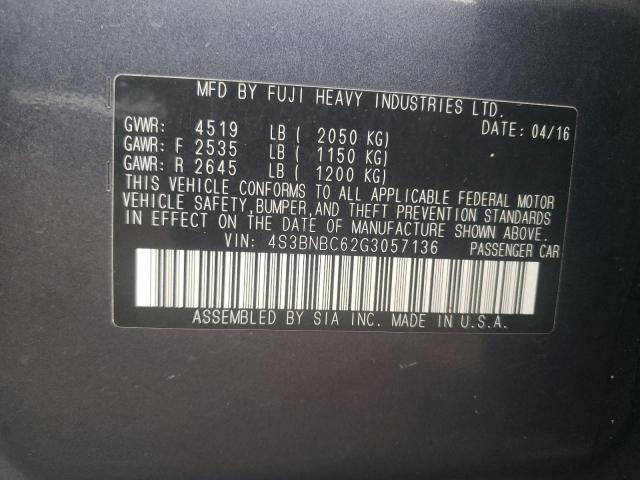 MFD BY FUJI HEAVY INDUSTRIES LTD.
GVWR: 4519 LB ( 2050 KG) DATE: 04/16
GAWR: F 2535 LB ( 1150 KG)
GAWR: R 2645 LB ( 1200 KG)
THIS VEHICLE CONFORMS TO ALL APPLICABLE FEDERAL MOTOR
VEHICLE SAFETY, BUMPER, AND THEFT PREVENTION STANDARDS
IN EFFECT ON THE DATE OF MANUFACTURE SHOWN ABOVE.
VIN: 4S3BNBC62G3057136 PASSENGER CAR
ASSEMBLED BY SIA INC. MADE IN U.S.A.